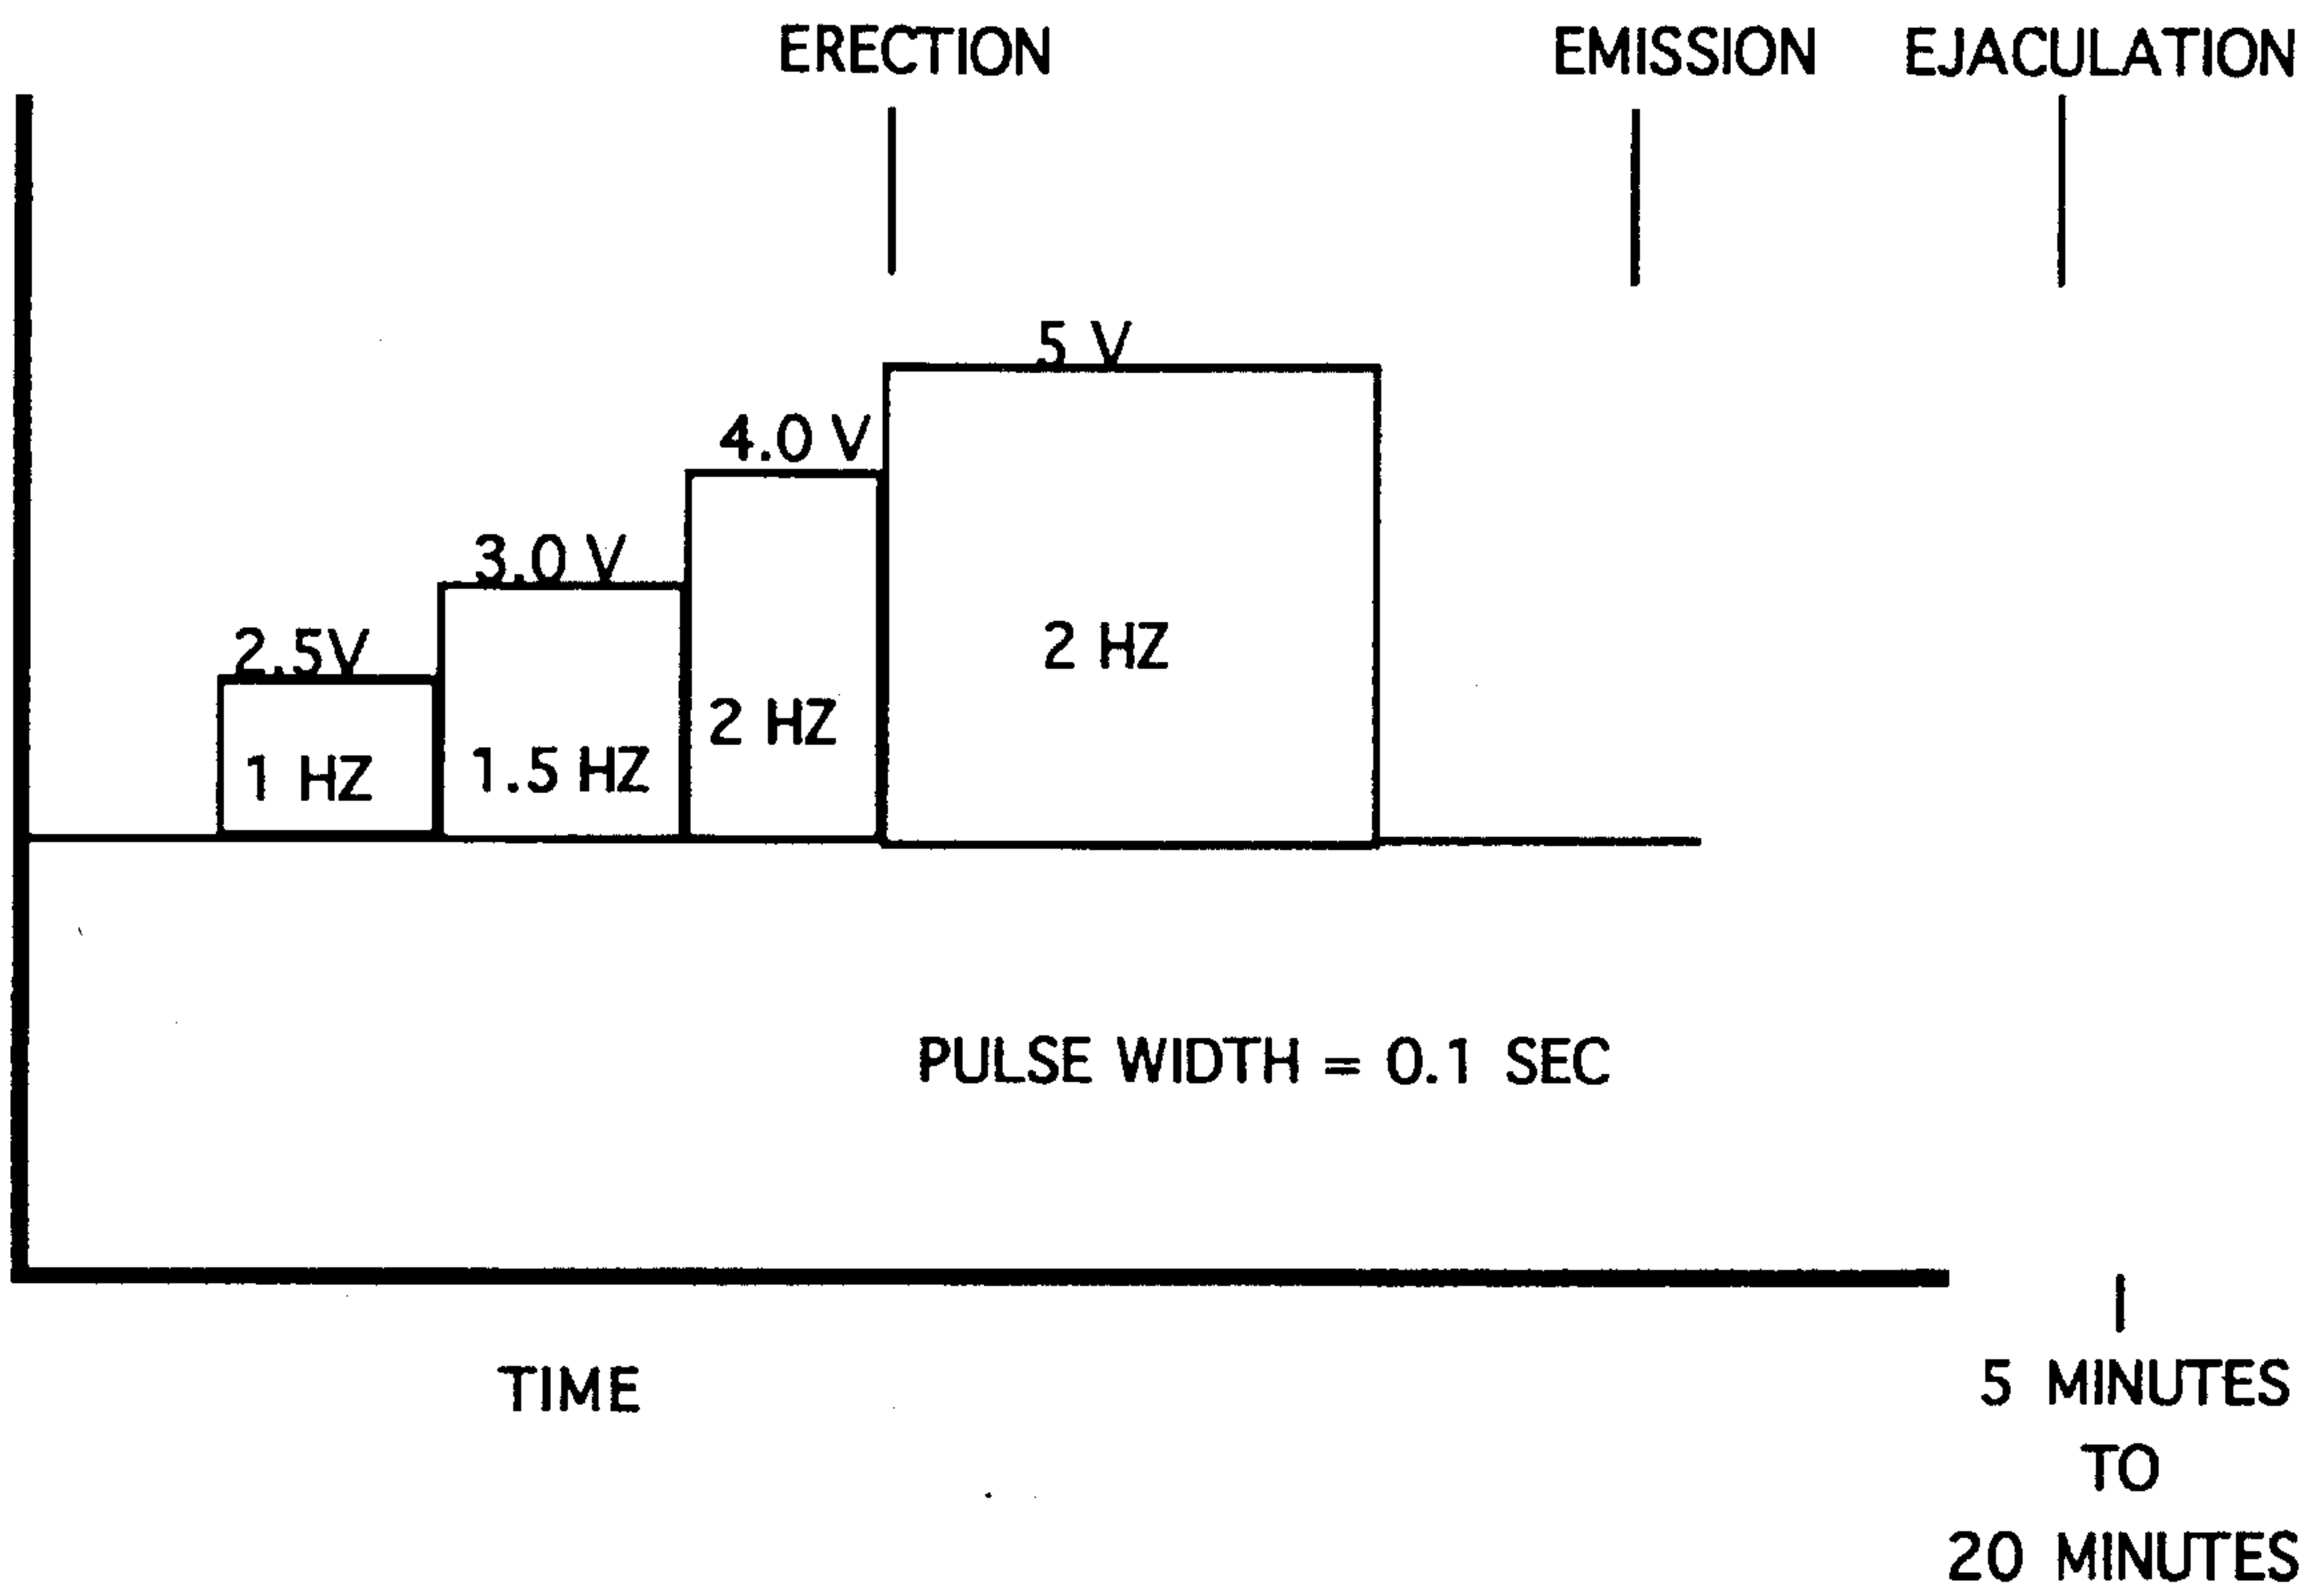 ERECTION
EMISSION
EJACULATION
5 V
4.0 V
3.0 V
2.5V
2 HZ
2 HZ
1.5 HZ
1 HZ
PULSE WIDTH = 0.1 SEC
TIME
5 MINUTES
TO
20 MINUTES